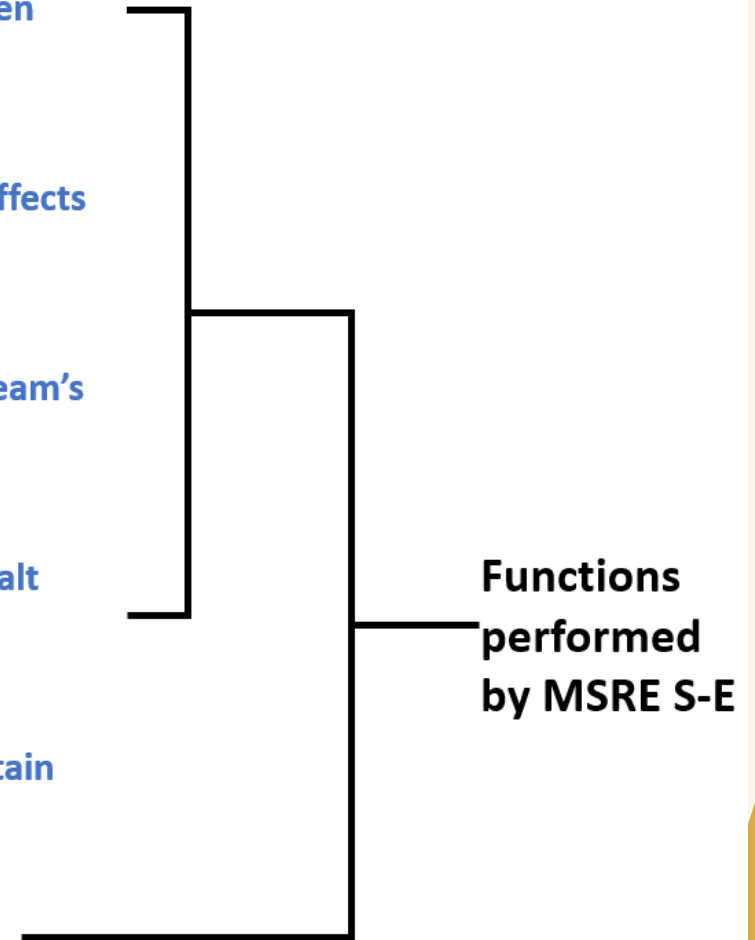 en
ffects
eam’s
alt
tain
Functions
performed
by MSRE S-E